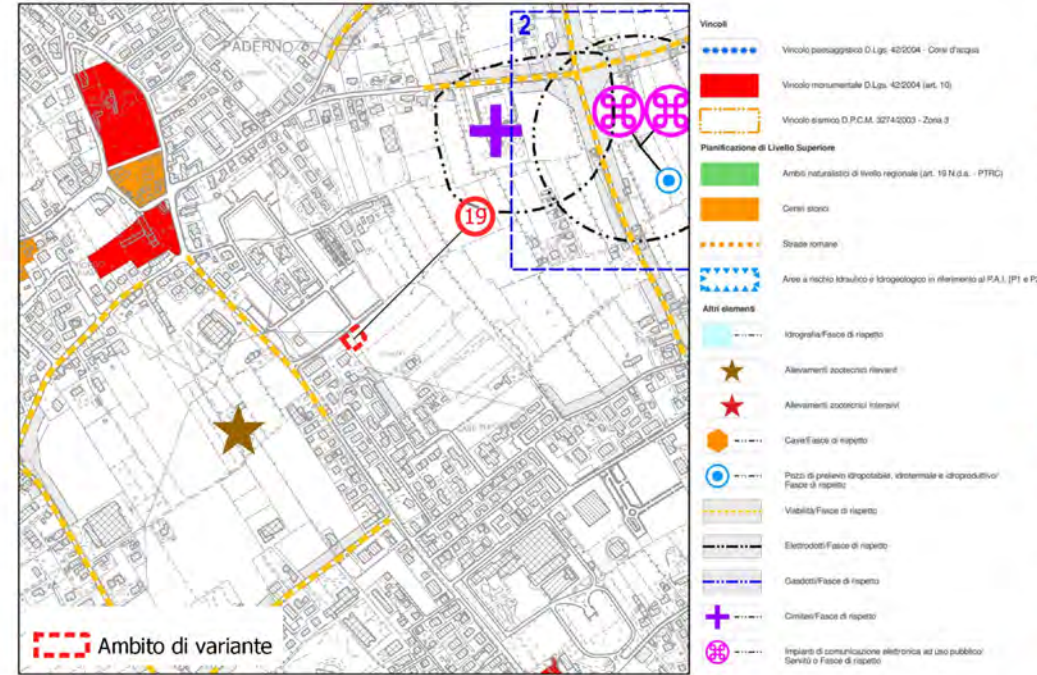 2
PADERNO
19
Ambito di variante
Vincoli
Vincolo paesaggistico D.Lgs. 42/2004 - Corsi d'acqua
Vincolo monumentale D.Lgs. 42/2004 (art. 10)
Vincolo sismico D.P.C.M. 3274/2003 - Zona 3
Pianificazione di Livello Superiore
Ambiti naturalistici di livello regionale (art. 19 N.d.a. - PTRC)
Centri storici
Strade romane
Aree a rischio Idraulico e Idrogeologico in riferimento al P.A.I. [P1 e P2
Altri elementi
Idrografia/Fasce di rispetto
Allevamenti zootecnici rilevanti
Allevamenti zootecnici Intensivi
Cave/Fasce di rispetto
Pozzi di prelievo idropotabile, idrotermale e idroproduttivo/
Fasce di rispetto
Viabilità/Fasce di rispetto
Elettrodotti/Fasce di rispetto
Gasdotti/Fasce di rispetto
Cimiteri/Fasce di rispetto
Impianti di comunicazione elettronica ad uso pubblico/
Servitù o Fasce di rispetto